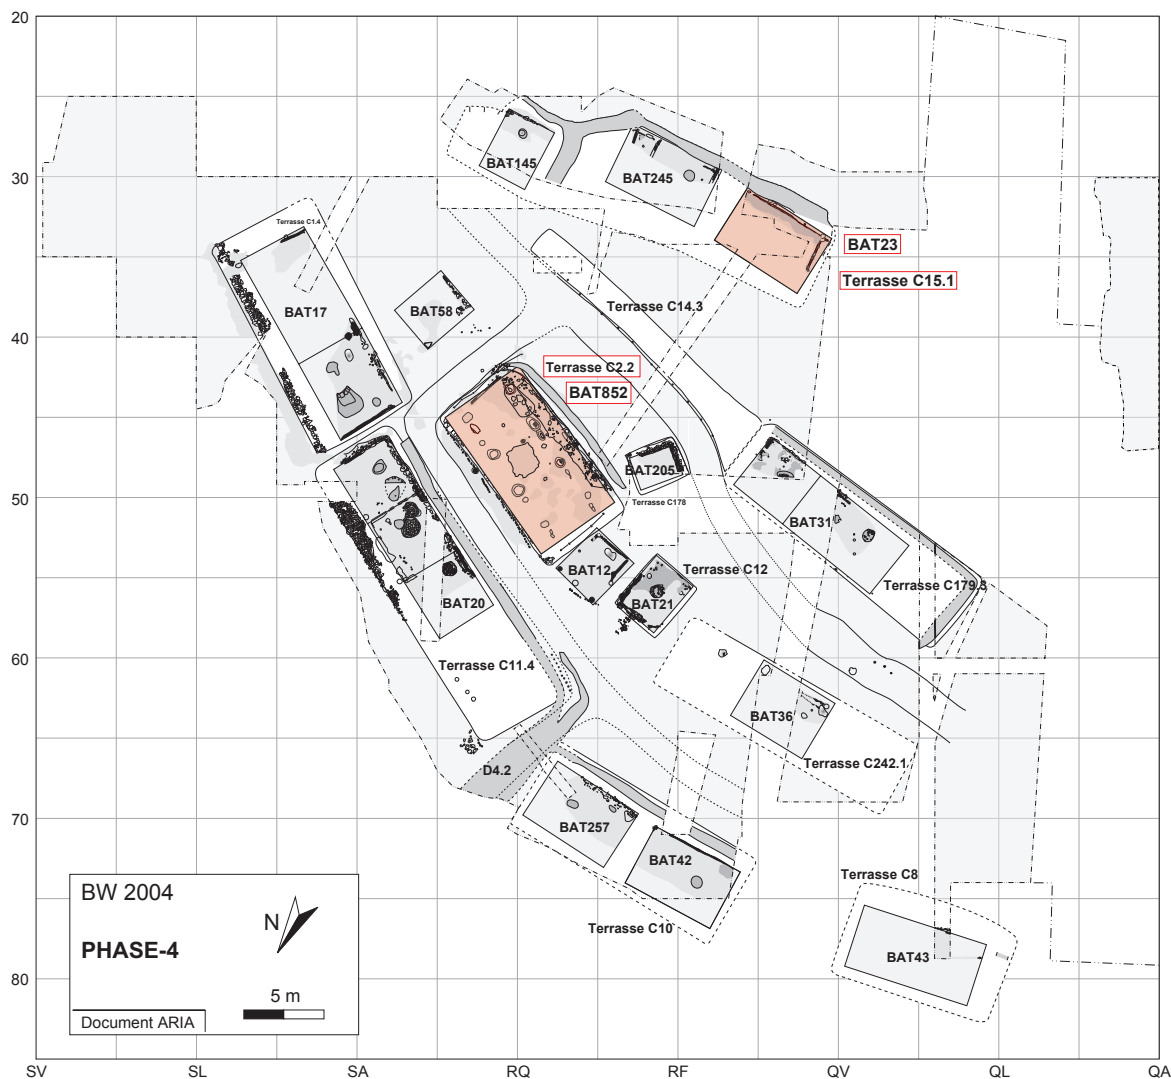 20
30
40
50
60
70
80
BAT145
BAT245
BAT23
Terrasse C15.1
Terrasse C1.4
BAT17
BAT58
Terrasse C14.3
Terrasse C2.2
BAT852
BAT205
Terrasse C178
BAT31
BAT12
Terrasse C12
BAT21
Terrasse C179.3
BAT20
Terrasse C11.4
BAT36
Terrasse C242.1
D4.2
BAT257
BAT42
Terrasse C10
Terrasse C8
BAT43
BW 2004
N
PHASE-4
5 m
Document ARIA
SV SL SA RQ RF QV QL QA